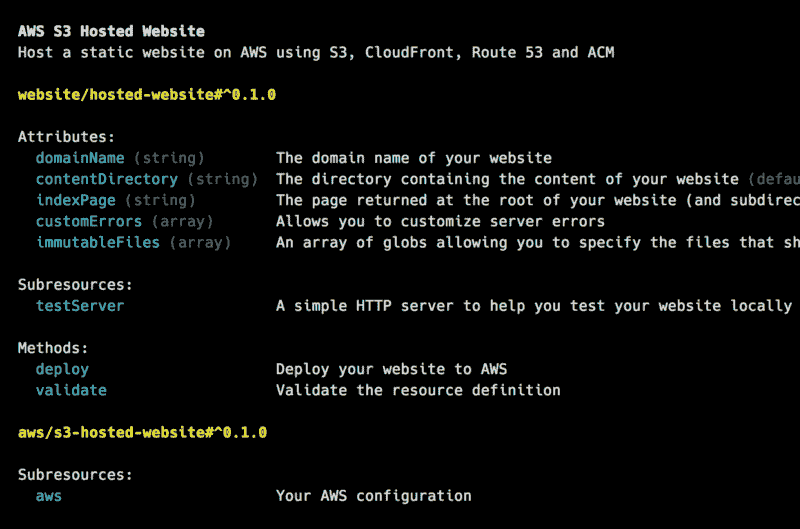 AWS S3 Hosted Website
Host a static website on AWS using S3, CloudFront, Route 53 and ACM
website/hosted-website#^0.1.0
Attributes:
domainName (string) The domain name of your website
contentDirectory (string) The directory containing the content of your website (defau
indexPage (string) The page returned at the root of your website (and subdirec
customErrors (array) Allows you to customize server errors
immutableFiles (array) An array of globs allowing you to specify the files that sh
Subresources:
testServer A simple HTTP server to help you test your website locally
Methods:
deploy Deploy your website to AWS
validate Validate the resource definition
aws/s3-hosted-website#^0.1.0
Subresources:
aws Your AWS configuration